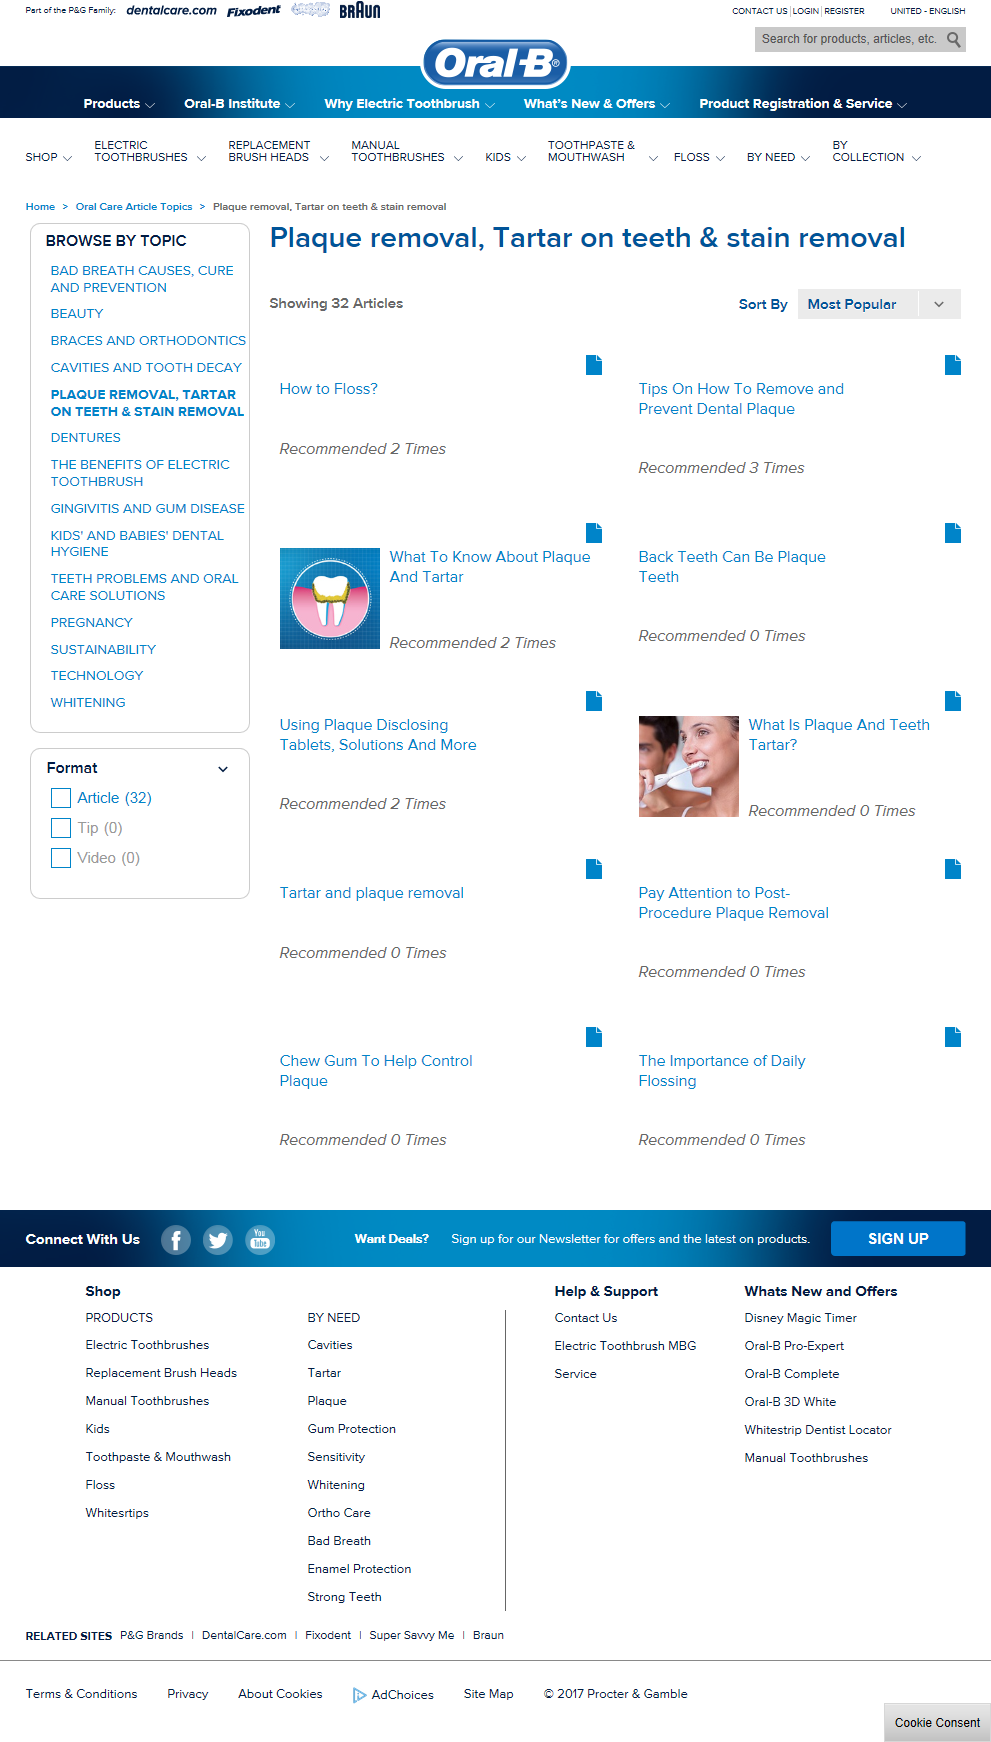 Part of the P&G Family:
dentalcare.com
Fixodent
BRAUN
CONTACT US | LOGIN | REGISTER
UNITED - ENGLISH
Search for products, articles, etc.
Oral-B®
Products
Oral-B Institute
Why Electric Toothbrush
What's New & Offers
Product Registration & Service
SHOP
ELECTRIC
TOOTHBRUSHES
REPLACEMENT
BRUSH HEADS
MANUAL
TOOTHBRUSHES
KIDS
TOOTHPASTE &
MOUTHWASH
FLOSS
BY NEED
BY
COLLECTION
Home > Oral Care Article Topics > Plaque removal, Tartar on teeth & stain removal
BROWSE BY TOPIC
BAD BREATH CAUSES, CURE
AND PREVENTION
BEAUTY
BRACES AND ORTHODONTICS
CAVITIES AND TOOTH DECAY
PLAQUE REMOVAL, TARTAR
ON TEETH & STAIN REMOVAL
DENTURES
THE BENEFITS OF ELECTRIC
TOOTHBRUSH
GINGIVITIS AND GUM DISEASE
KIDS' AND BABIES' DENTAL
HYGIENE
TEETH PROBLEMS AND ORAL
CARE SOLUTIONS
PREGNANCY
SUSTAINABILITY
TECHNOLOGY
WHITENING
Format
Article (32)
Tip (0)
Video (0)
Plaque removal, Tartar on teeth & stain removal
Showing 32 Articles
Sort By
Most Popular
How to Floss?
Recommended 2 Times
Tips On How To Remove and
Prevent Dental Plaque
Recommended 3 Times
What To Know About Plaque
And Tartar
Recommended 2 Times
Back Teeth Can Be Plaque
Teeth
Recommended 0 Times
Using Plaque Disclosing
Tablets, Solutions And More
Recommended 2 Times
What Is Plaque And Teeth
Tartar?
Recommended 0 Times
Tartar and plaque removal
Recommended 0 Times
Pay Attention to Post-
Procedure Plaque Removal
Recommended 0 Times
Chew Gum To Help Control
Plaque
Recommended 0 Times
The Importance of Daily
Flossing
Recommended 0 Times
Connect With Us
You
Tube
Want Deals?
Sign up for our Newsletter for offers and the latest on products.
SIGN UP
Shop
PRODUCTS
Electric Toothbrushes
Replacement Brush Heads
Manual Toothbrushes
Kids
Toothpaste & Mouthwash
Floss
Whitesrtips
BY NEED
Cavities
Tartar
Plaque
Gum Protection
Sensitivity
Whitening
Ortho Care
Bad Breath
Enamel Protection
Strong Teeth
Help & Support
Contact Us
Electric Toothbrush MBG
Service
Whats New and Offers
Disney Magic Timer
Oral-B Pro-Expert
Oral-B Complete
Oral-B 3D White
Whitestrip Dentist Locator
Manual Toothbrushes
RELATED SITES P&G Brands | DentalCare.com | Fixodent | Super Savvy Me | Braun
Terms & Conditions
Privacy
About Cookies
AdChoices
Site Map
© 2017 Procter & Gamble
Cookie Consent